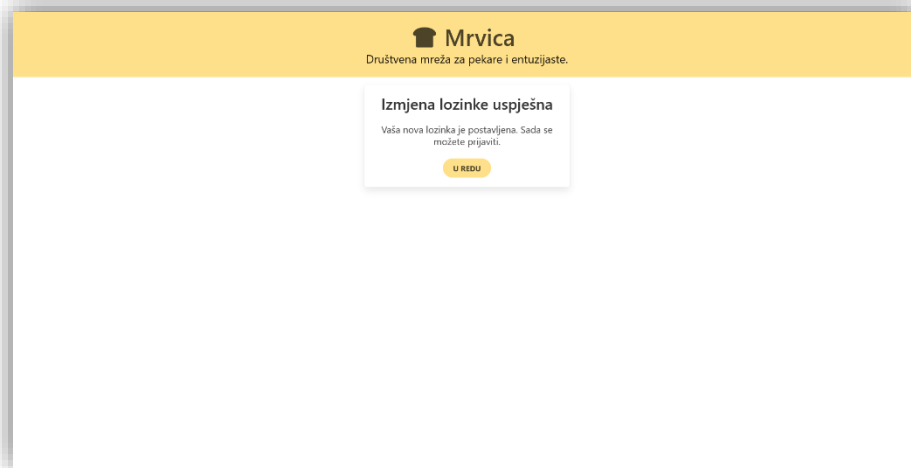 Mrvica
Društvena mreža za pekare i entuzijaste.
Izmjena lozinke uspješna
Vaša nova lozinka je postavljena. Sada se
možete prijaviti.
U REDU